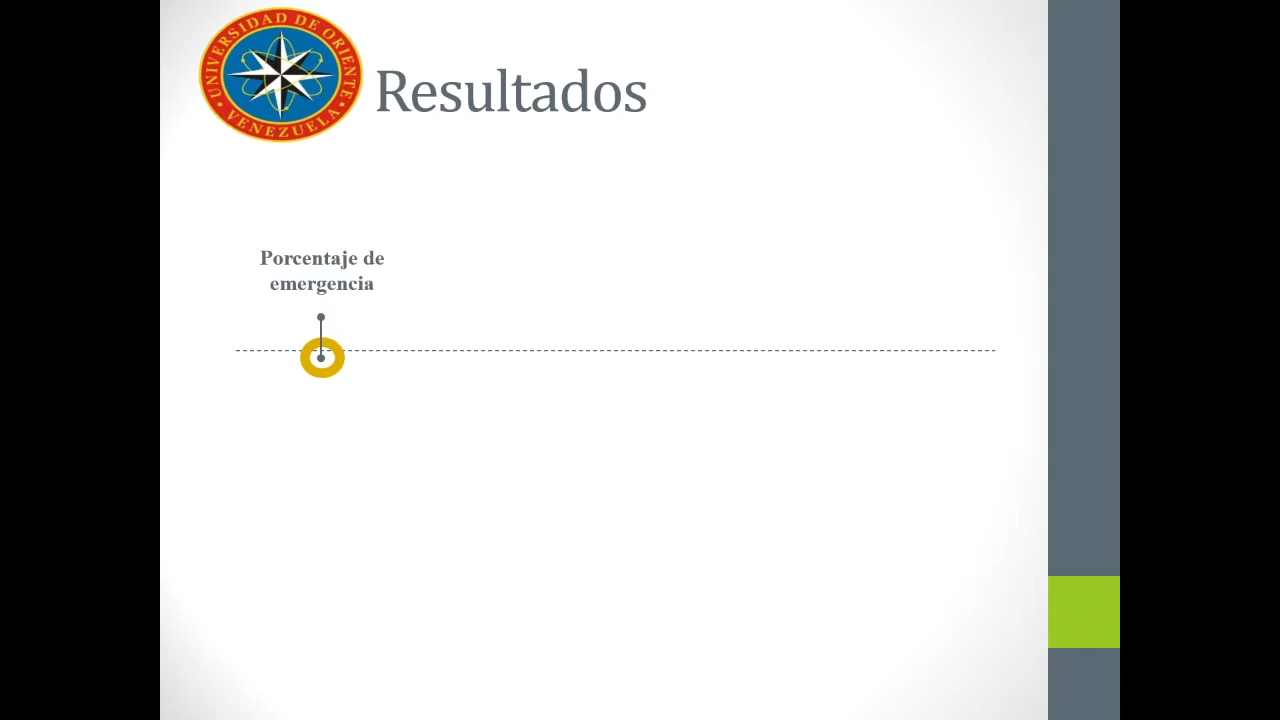 UNIVERSIDAD DE ORIENTE
VENEZUELA
Resultados
Porcentaje de
emergencia